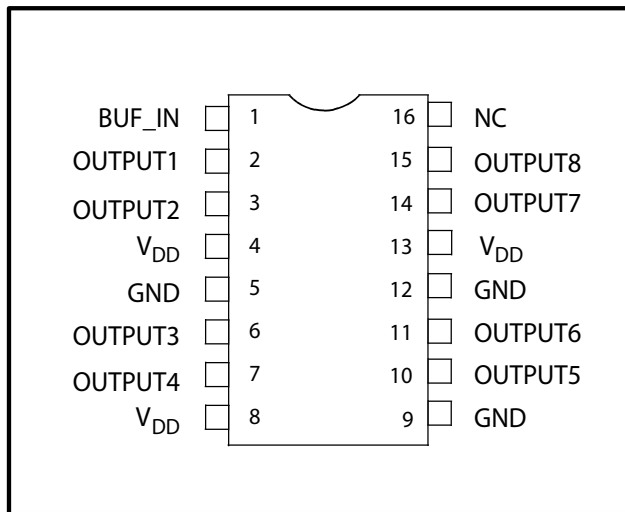 BUF_IN 1 16 NC
OUTPUT1 2 15 OUTPUT8
OUTPUT2 3 14 OUTPUT7
VDD 4 13 VDD
GND 5 12 GND
OUTPUT3 6 11 OUTPUT6
OUTPUT4 7 10 OUTPUT5
VDD 8 9 GND